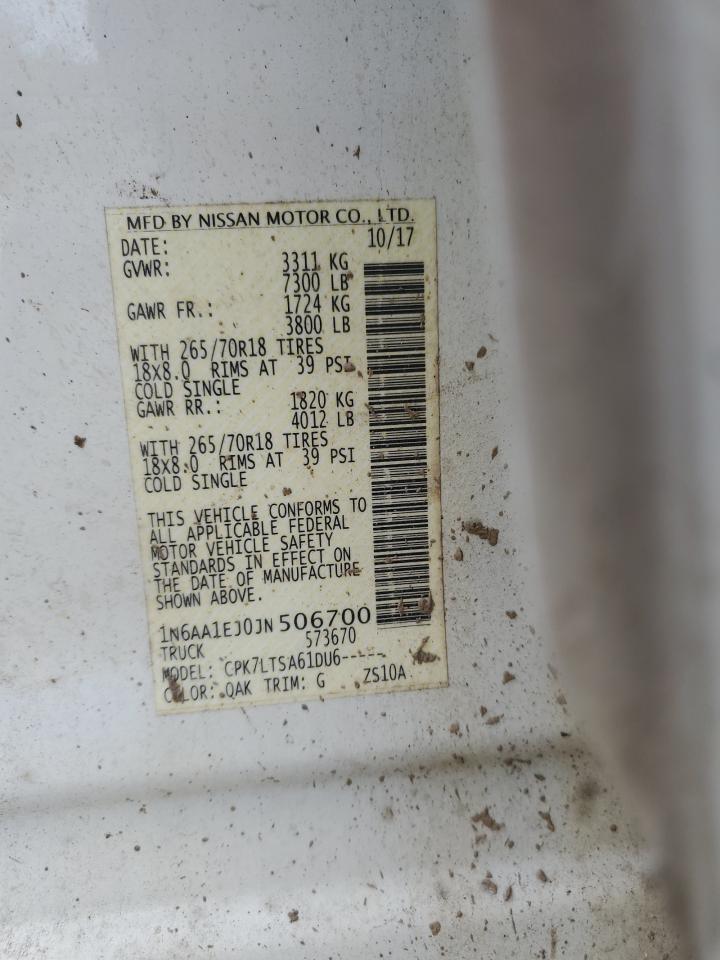 MFD BY NISSAN MOTOR CO., LTD.
DATE: 10/17
GVWR: 3311 KG
7300 LB
GAWR FR.: 1724 KG
3800 LB
WITH 265/70R18 TIRES
18X8.0 RIMS AT 39 PSI
COLD SINGLE
GAWR RR.: 1820 KG
4012 LB
WITH 265/70R18 TIRES
18X8.0 RIMS AT 39 PSI
COLD SINGLE
THIS VEHICLE CONFORMS TO
ALL APPLICABLE FEDERAL
MOTOR VEHICLE SAFETY
STANDARDS IN EFFECT ON
THE DATE OF MANUFACTURE
SHOWN ABOVE.
1N6AA1EJ0JN506700
TRUCK 573670
MODEL: CPK7LTSA61DU6-----
COLOR: QAK TRIM: G ZS10A